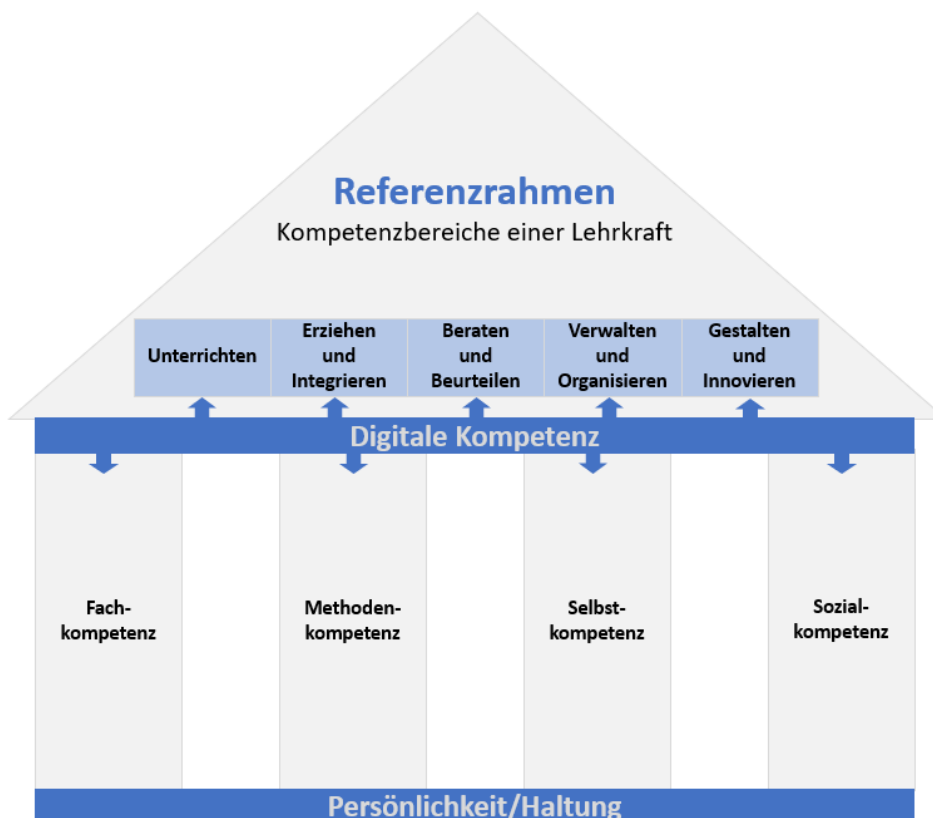 Referenzrahmen
Kompetenzbereiche einer Lehrkraft
Unterrichten
Erziehen
und
Integrieren
Beraten
und
Beurteilen
Verwalten
und
Organisieren
Gestalten
und
Innovieren
Digitale Kompetenz
Fach-
kompetenz
Methoden-
kompetenz
Selbst-
kompetenz
Sozial-
kompetenz
Persönlichkeit/Haltung